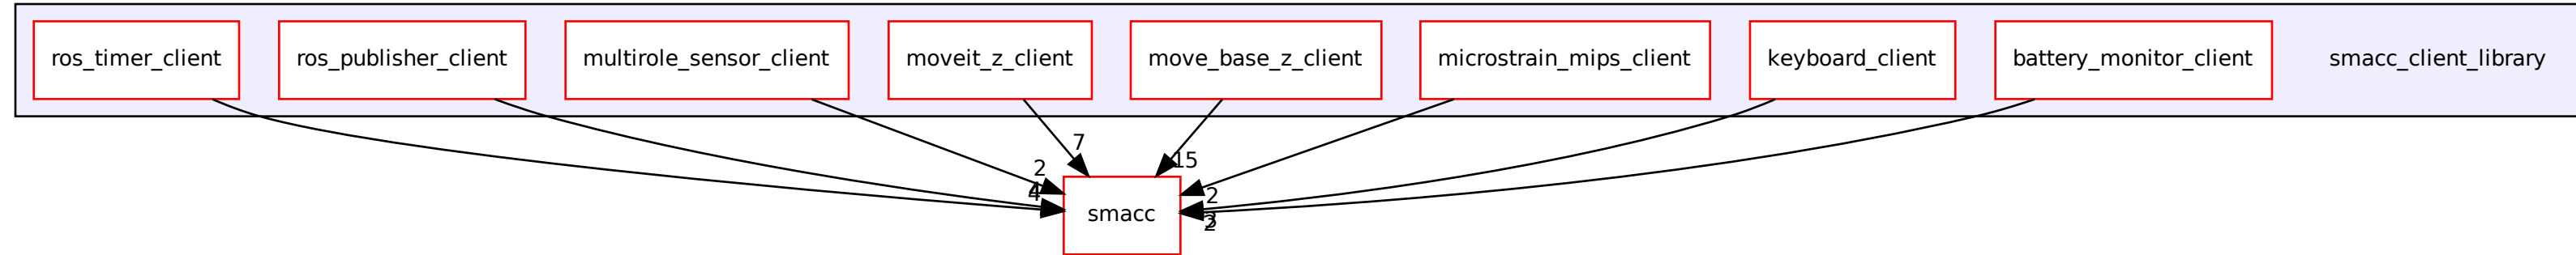 ros_timer_client
ros_publisher_client
multirole_sensor_client
moveit_z_client
move_base_z_client
microstrain_mips_client
keyboard_client
battery_monitor_client
smacc_client_library
7
15
2
4
2
2
smacc